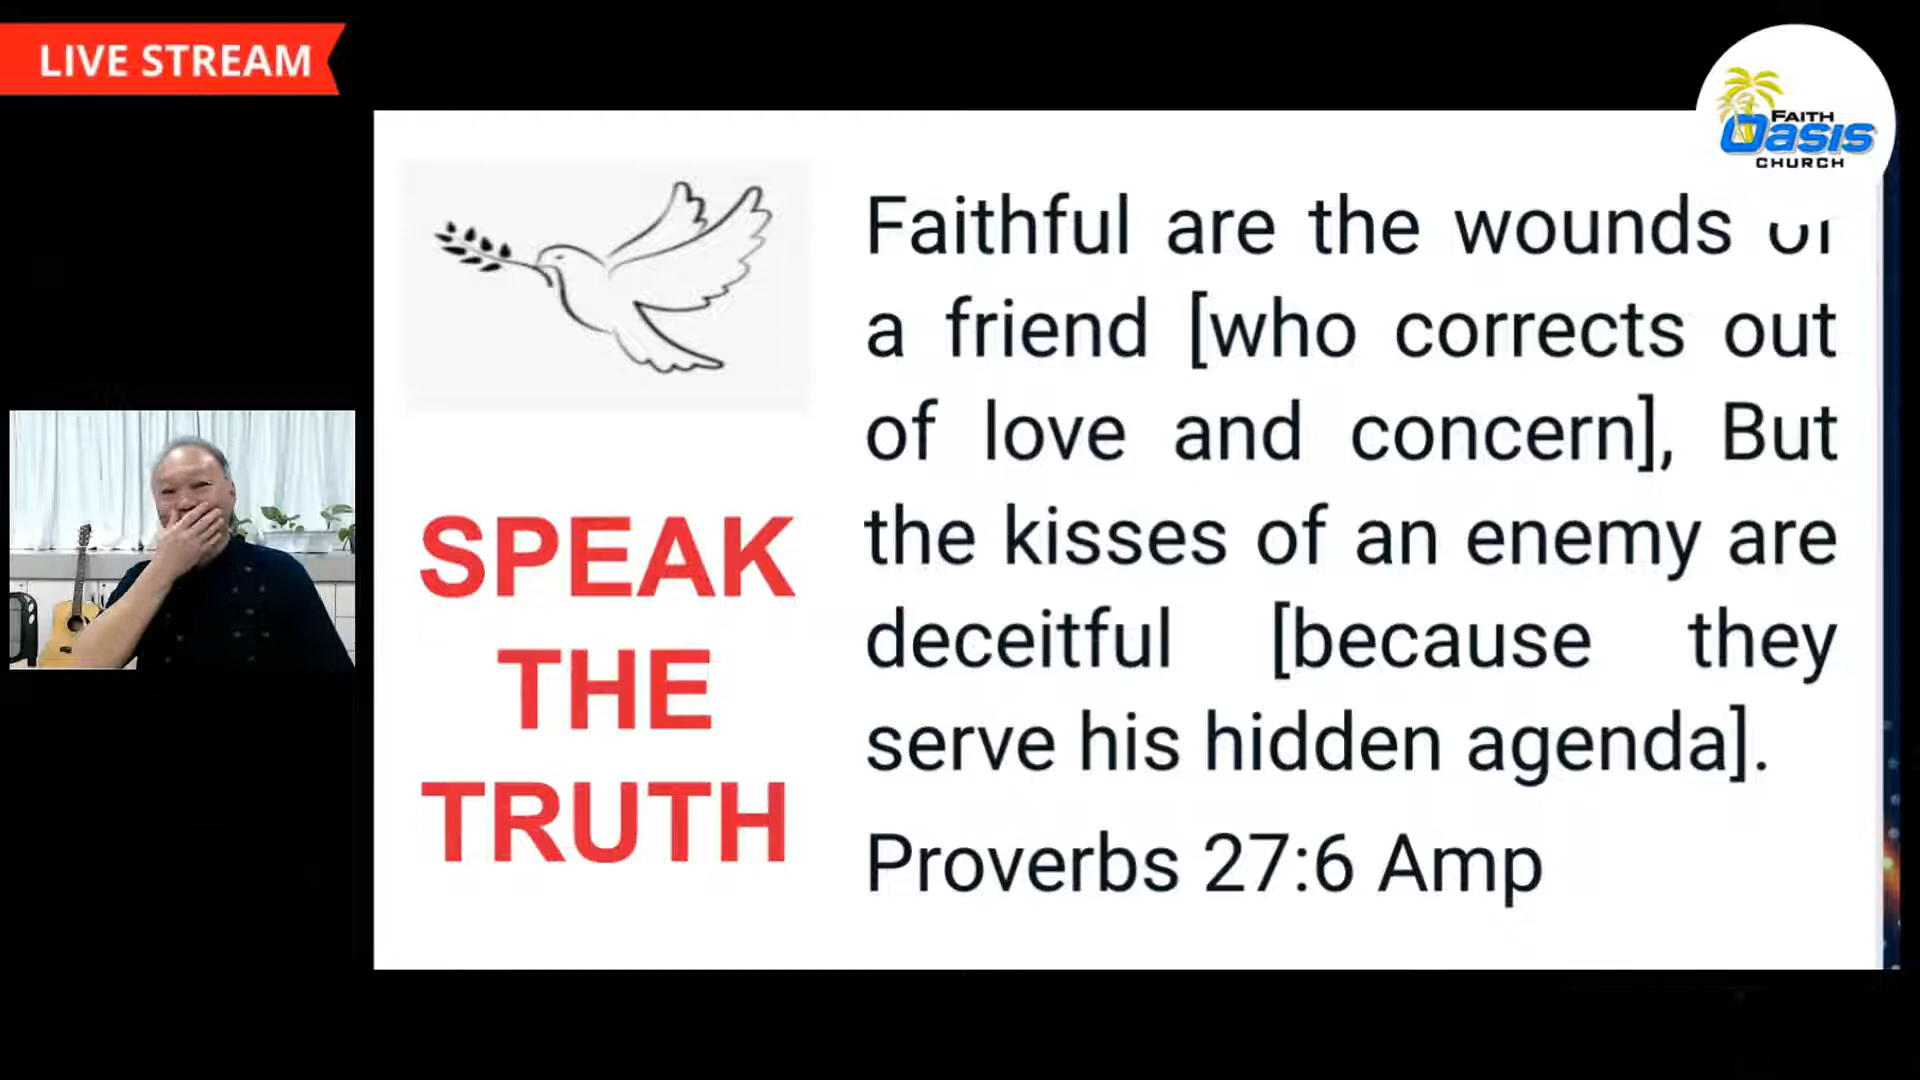 LIVE STREAM
FAITH
Oasis
CHURCH
Faithful are the wounds of
a friend [who corrects out
of love and concern], But
the kisses of an enemy are
deceitful [because they
serve his hidden agenda].
Proverbs 27:6 Amp
SPEAK
THE
TRUTH